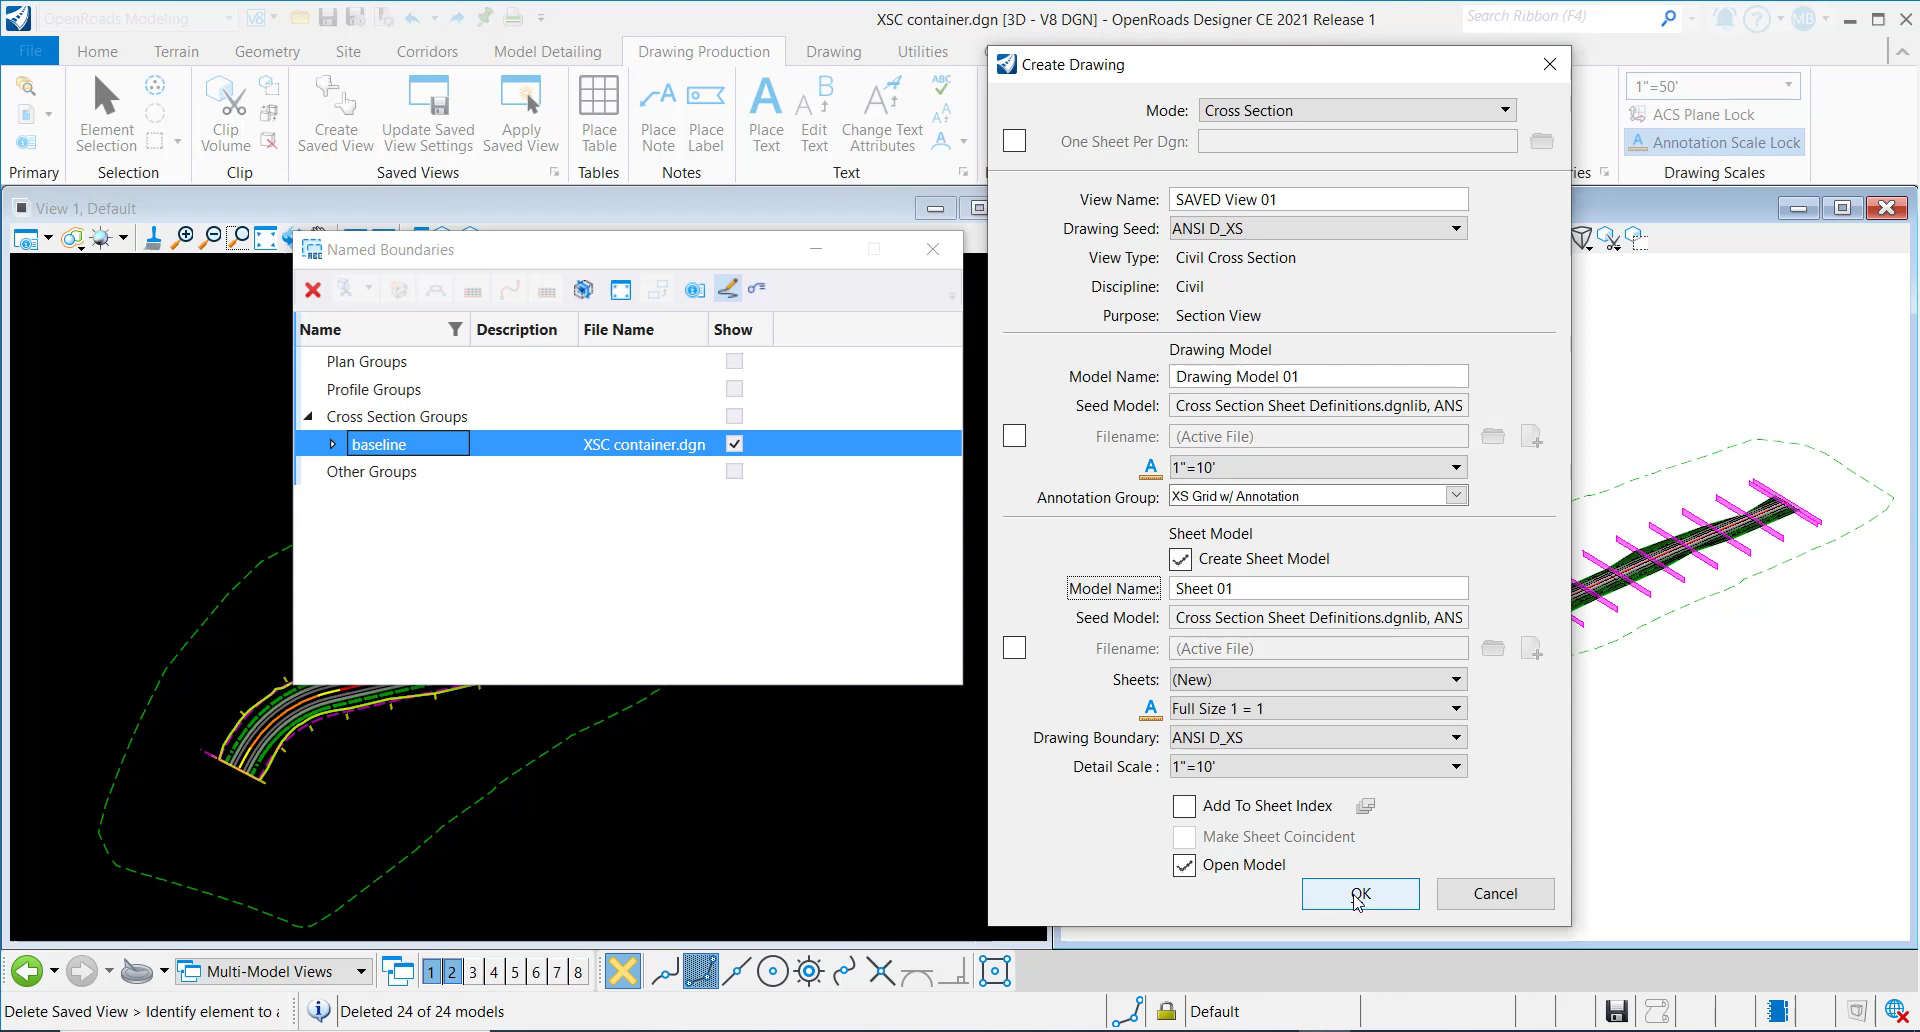 OpenRoads Modeling
XSC container.dgn [3D - V8 DGN] - OpenRoads Designer CE 2021 Release 1
Search Ribbon (F4)
MB
File
Home
Terrain
Geometry
Site
Corridors
Model Detailing
Drawing Production
Drawing
Utilities
Element Selection
Clip Volume
Create Saved View
Update Saved View Settings
Apply Saved View
Place Table
Place Note
Place Label
Place Text
Edit Text
Change Text Attributes
1"=50'
ACS Plane Lock
Annotation Scale Lock
Primary
Selection
Clip
Saved Views
Tables
Notes
Text
Drawing Scales
View 1, Default
Named Boundaries
Name
Description
File Name
Show
Plan Groups
Profile Groups
Cross Section Groups
baseline
XSC container.dgn
Other Groups
Create Drawing
Mode: Cross Section
One Sheet Per Dgn:
View Name: SAVED View 01
Drawing Seed: ANSI D_XS
View Type: Civil Cross Section
Discipline: Civil
Purpose: Section View
Drawing Model
Model Name: Drawing Model 01
Seed Model: Cross Section Sheet Definitions.dgnlib, ANS
Filename: (Active File)
1"=10'
Annotation Group: XS Grid w/ Annotation
Sheet Model
Create Sheet Model
Model Name: Sheet 01
Seed Model: Cross Section Sheet Definitions.dgnlib, ANS
Filename: (Active File)
Sheets: (New)
Full Size 1 = 1
Drawing Boundary: ANSI D_XS
Detail Scale : 1"=10'
Add To Sheet Index
Make Sheet Coincident
Open Model
OK
Cancel
Multi-Model Views
1 2 3 4 5 6 7 8
Delete Saved View > Identify element to
Deleted 24 of 24 models
Default